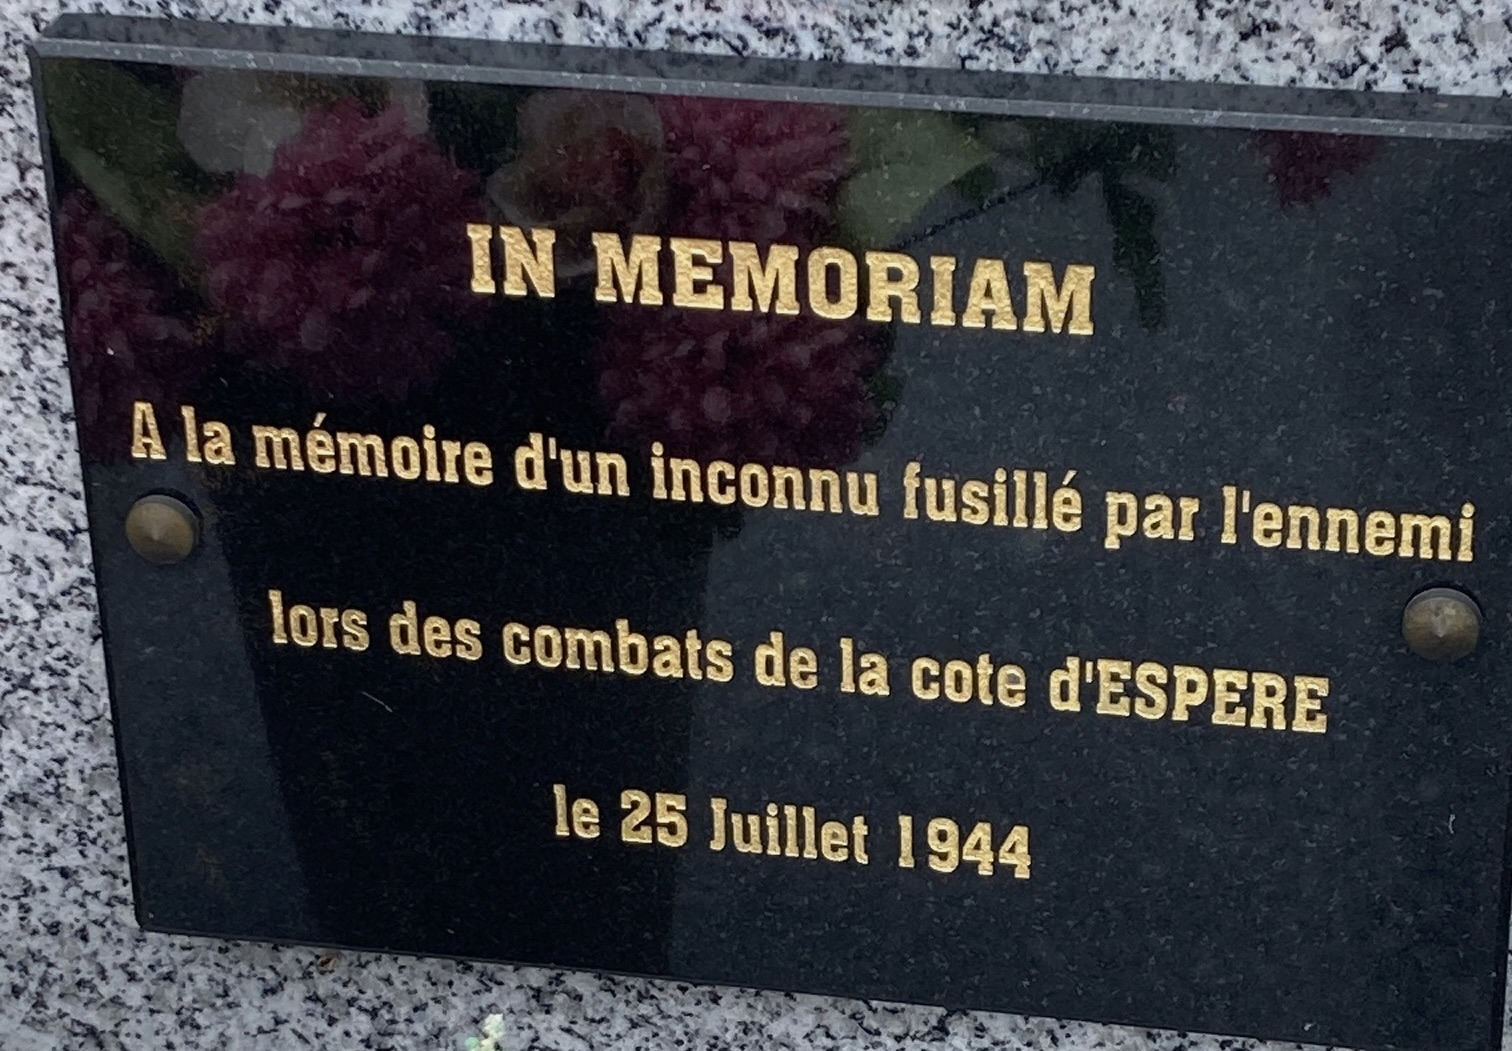 IN MEMORIAM
A la mémoire d'un inconnu fusillé par l'ennemi
lors des combats de la cote d'ESPERE
le 25 Juillet 1944